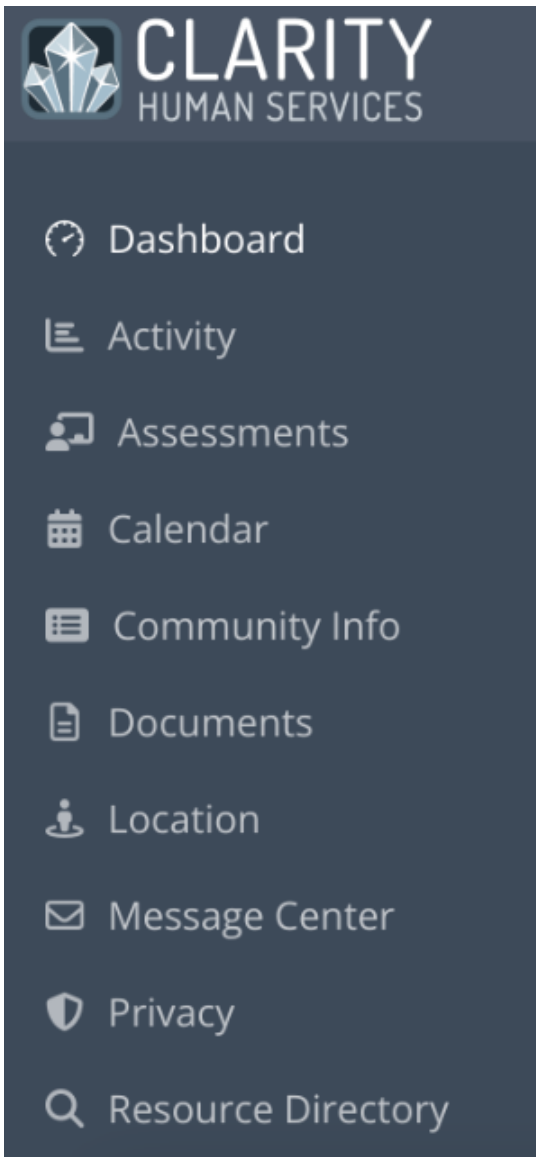 CLARITY
HUMAN SERVICES
Dashboard
Activity
Assessments
Calendar
Community Info
Documents
Location
Message Center
Privacy
Resource Directory